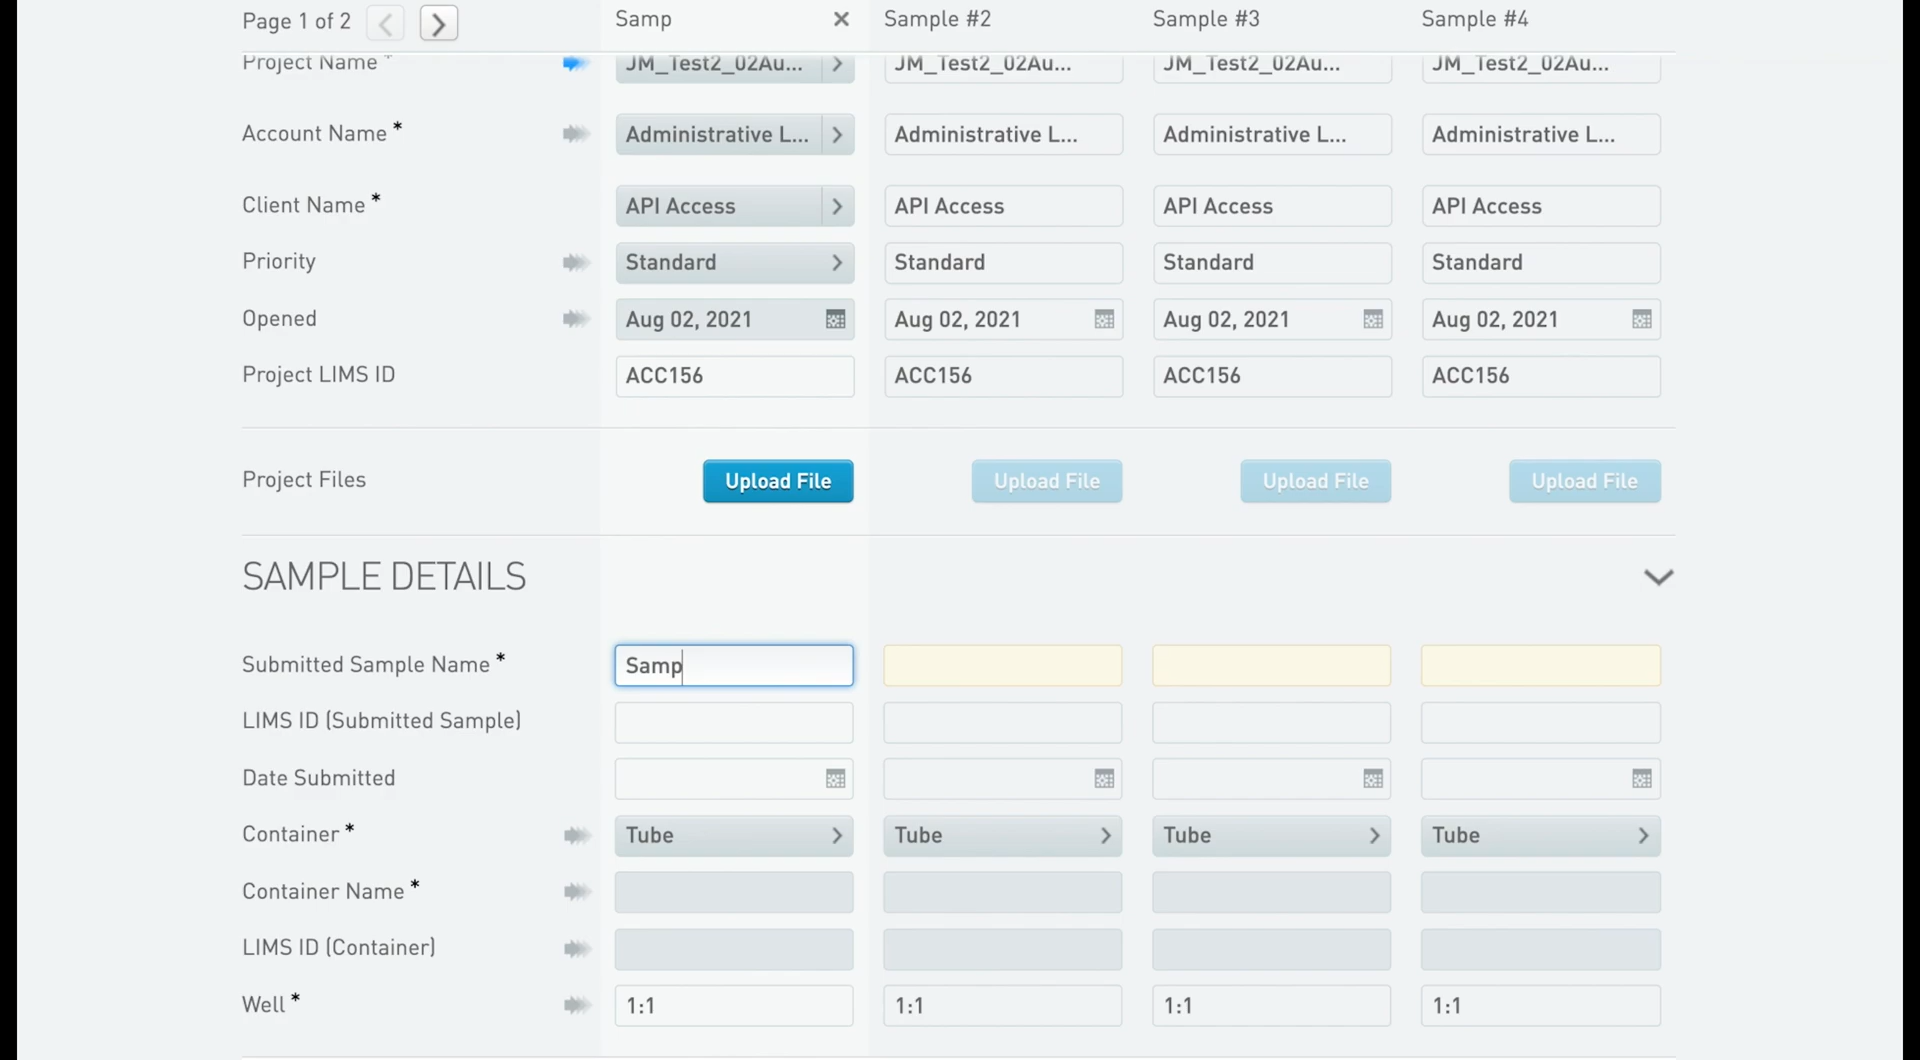 Page 1 of 2 Samp Sample #2 Sample #3 Sample #4
Project Name * JM_Test2_02Au... JM_Test2_02Au... JM_Test2_02Au... JM_Test2_02Au...
Account Name * Administrative L... Administrative L... Administrative L... Administrative L...
Client Name * API Access API Access API Access API Access
Priority Standard Standard Standard Standard
Opened Aug 02, 2021 Aug 02, 2021 Aug 02, 2021 Aug 02, 2021
Project LIMS ID ACC156 ACC156 ACC156 ACC156
Project Files Upload File Upload File Upload File Upload File
SAMPLE DETAILS
Submitted Sample Name * Samp
LIMS ID (Submitted Sample)
Date Submitted
Container * Tube Tube Tube Tube
Container Name *
LIMS ID (Container)
Well * 1:1 1:1 1:1 1:1